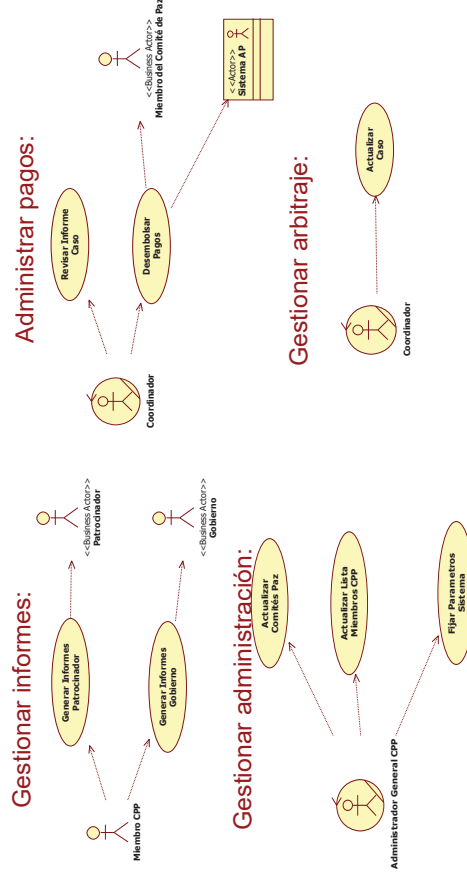 Gestionar informes:
Miembro CPP
Generar Informes
Patrocinador
<<Business Actor>>
Patrocinador
Generar Informes
Gobierno
<<Business Actor>>
Gobierno
Administrar pagos:
Coordinador
Revisar Informe
Caso
Desembolsar
Pagos
<<Business Actor>>
Miembro del Comité de Paz
<<Actor>>
Sistema AP
Gestionar administración:
Administrador General CPP
Actualizar
Comités Paz
Actualizar Lista
Miembros CPP
Fijar Parametros
Sistema
Gestionar arbitraje:
Coordinador
Actualizar
Caso